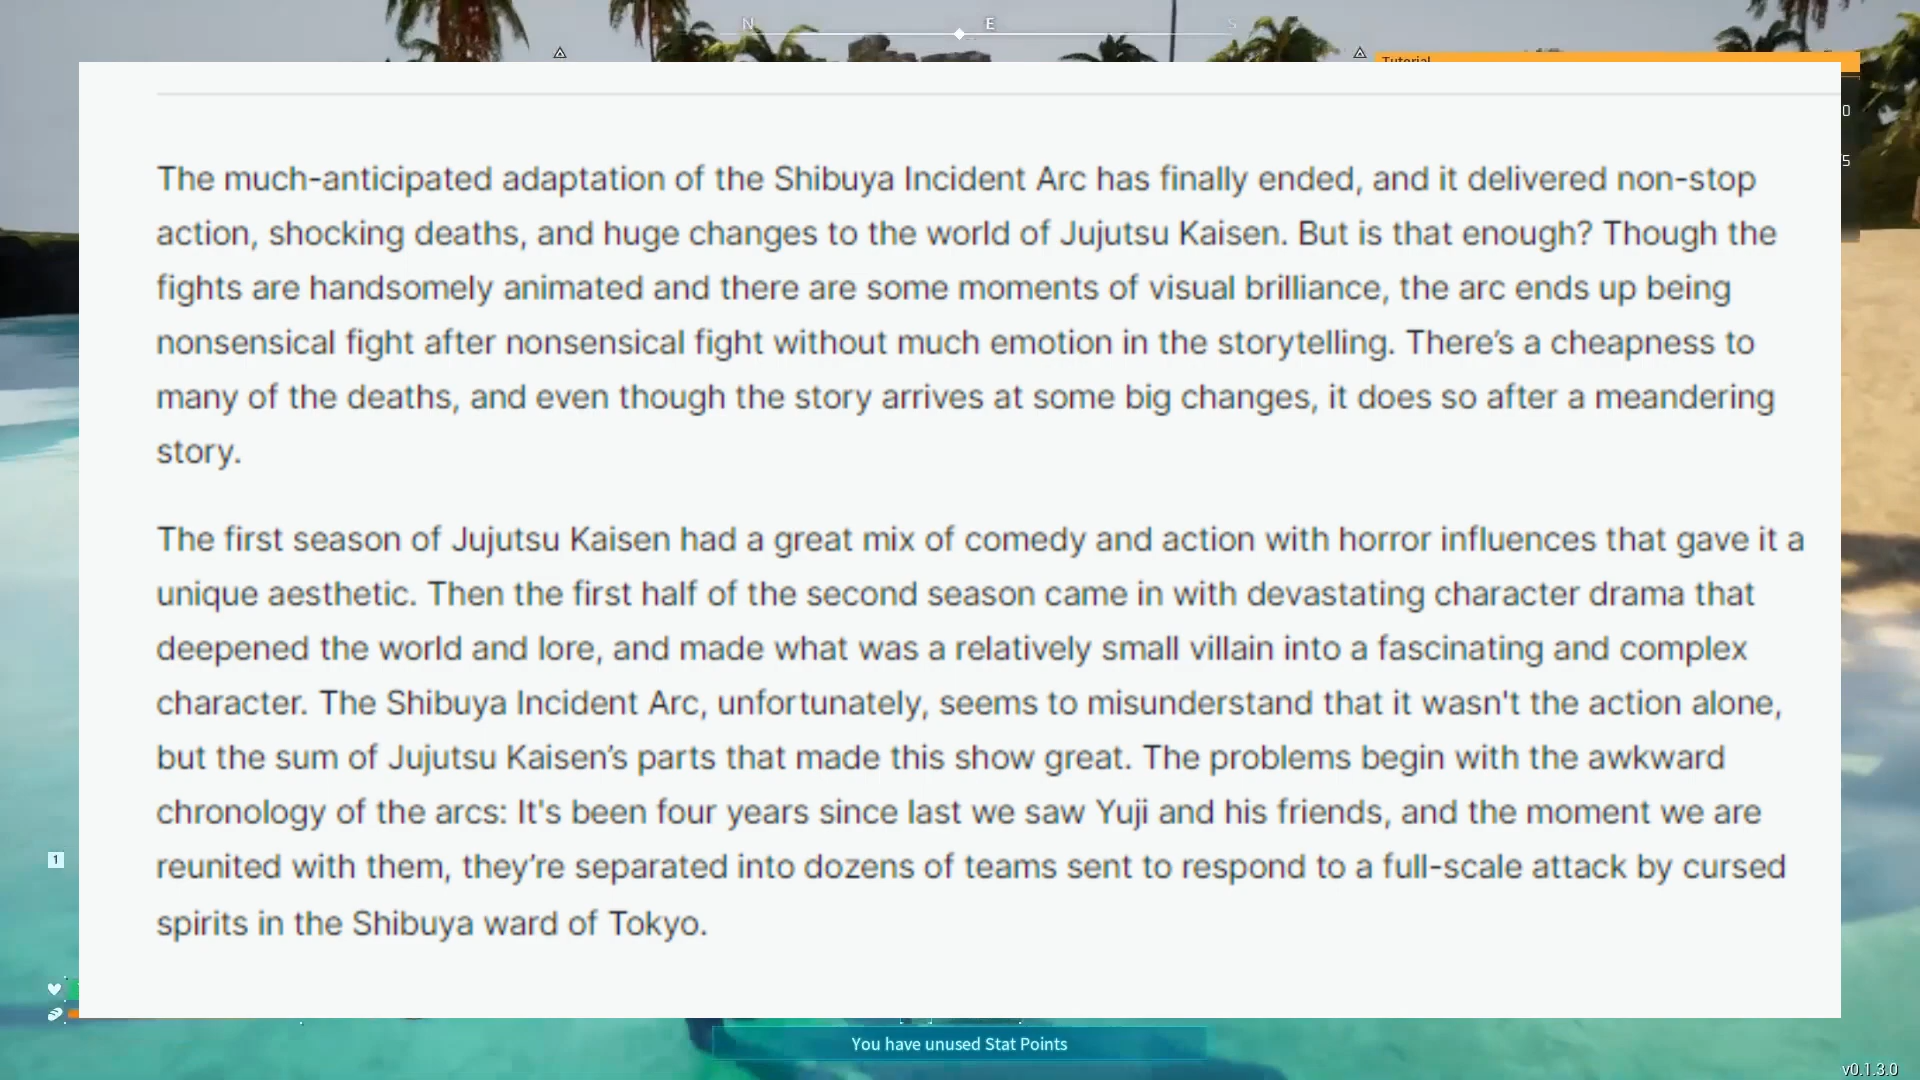 N E S
Tutorial
0
5
The much-anticipated adaptation of the Shibuya Incident Arc has finally ended, and it delivered non-stop
action, shocking deaths, and huge changes to the world of Jujutsu Kaisen. But is that enough? Though the
fights are handsomely animated and there are some moments of visual brilliance, the arc ends up being
nonsensical fight after nonsensical fight without much emotion in the storytelling. There’s a cheapness to
many of the deaths, and even though the story arrives at some big changes, it does so after a meandering
story.
The first season of Jujutsu Kaisen had a great mix of comedy and action with horror influences that gave it a
unique aesthetic. Then the first half of the second season came in with devastating character drama that
deepened the world and lore, and made what was a relatively small villain into a fascinating and complex
character. The Shibuya Incident Arc, unfortunately, seems to misunderstand that it wasn't the action alone,
but the sum of Jujutsu Kaisen’s parts that made this show great. The problems begin with the awkward
chronology of the arcs: It's been four years since last we saw Yuji and his friends, and the moment we are
reunited with them, they’re separated into dozens of teams sent to respond to a full-scale attack by cursed
spirits in the Shibuya ward of Tokyo.
1
You have unused Stat Points
v0.1.3.0